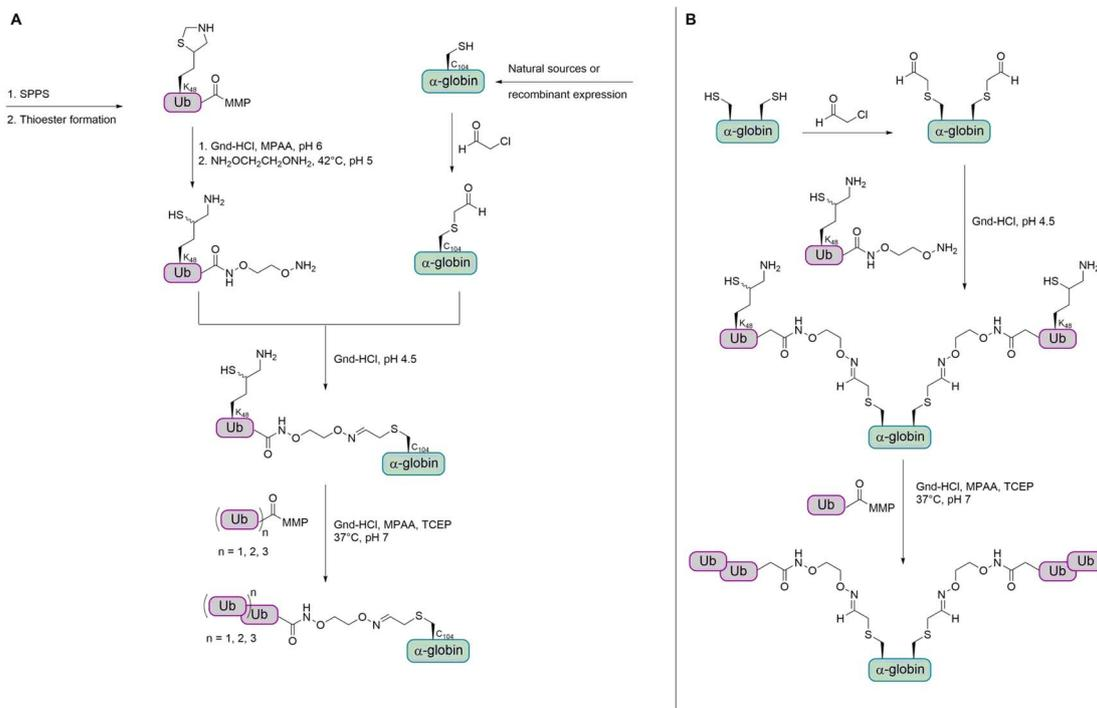 A
1. SPPS
2. Thioester formation
S
NH
K48
Ub
O
MMP
1. Gnd-HCl, MPAA, pH 6
2. NH2OCH2CH2ONH2, 42°C, pH 5
SH
C104
α-globin
Natural sources or
recombinant expression
O
H
Cl
HS
NH2
K48
Ub
O
N
H
O
O
NH2
O
H
S
C104
α-globin
Gnd-HCl, pH 4.5
HS
NH2
K48
Ub
O
H
N
O
O
N
S
C104
α-globin
(Ub)n
O
MMP
n = 1, 2, 3
Gnd-HCl, MPAA, TCEP
37°C, pH 7
(Ub)n
Ub
O
H
N
O
O
N
S
C104
α-globin
n = 1, 2, 3
B
HS
SH
α-globin
O
H
Cl
O
H
S
O
H
S
α-globin
HS
NH2
K48
Ub
O
N
H
O
O
NH2
Gnd-HCl, pH 4.5
HS
NH2
K48
Ub
O
H
N
O
O
N
H
S
HS
NH2
K48
Ub
O
H
N
O
O
N
H
S
α-globin
Ub
O
MMP
Gnd-HCl, MPAA, TCEP
37°C, pH 7
Ub
Ub
O
H
N
O
O
N
H
S
Ub
Ub
O
H
N
O
O
N
H
S
α-globin